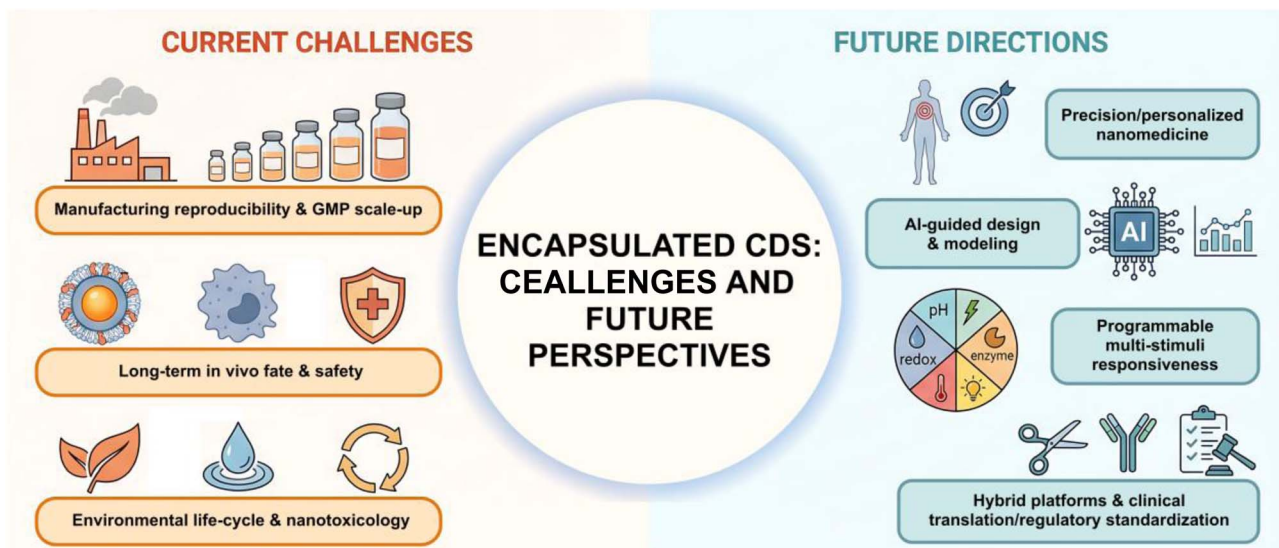 CURRENT CHALLENGES
Manufacturing reproducibility & GMP scale-up
Long-term in vivo fate & safety
Environmental life-cycle & nanotoxicology
ENCAPSULATED CDS:
CEALLENGES AND
FUTURE
PERSPECTIVES
FUTURE DIRECTIONS
Precision/personalized
nanomedicine
AI-guided design
& modeling
AI
pH
redox
enzyme
Programmable
multi-stimuli
responsiveness
Hybrid platforms & clinical
translation/regulatory standardization